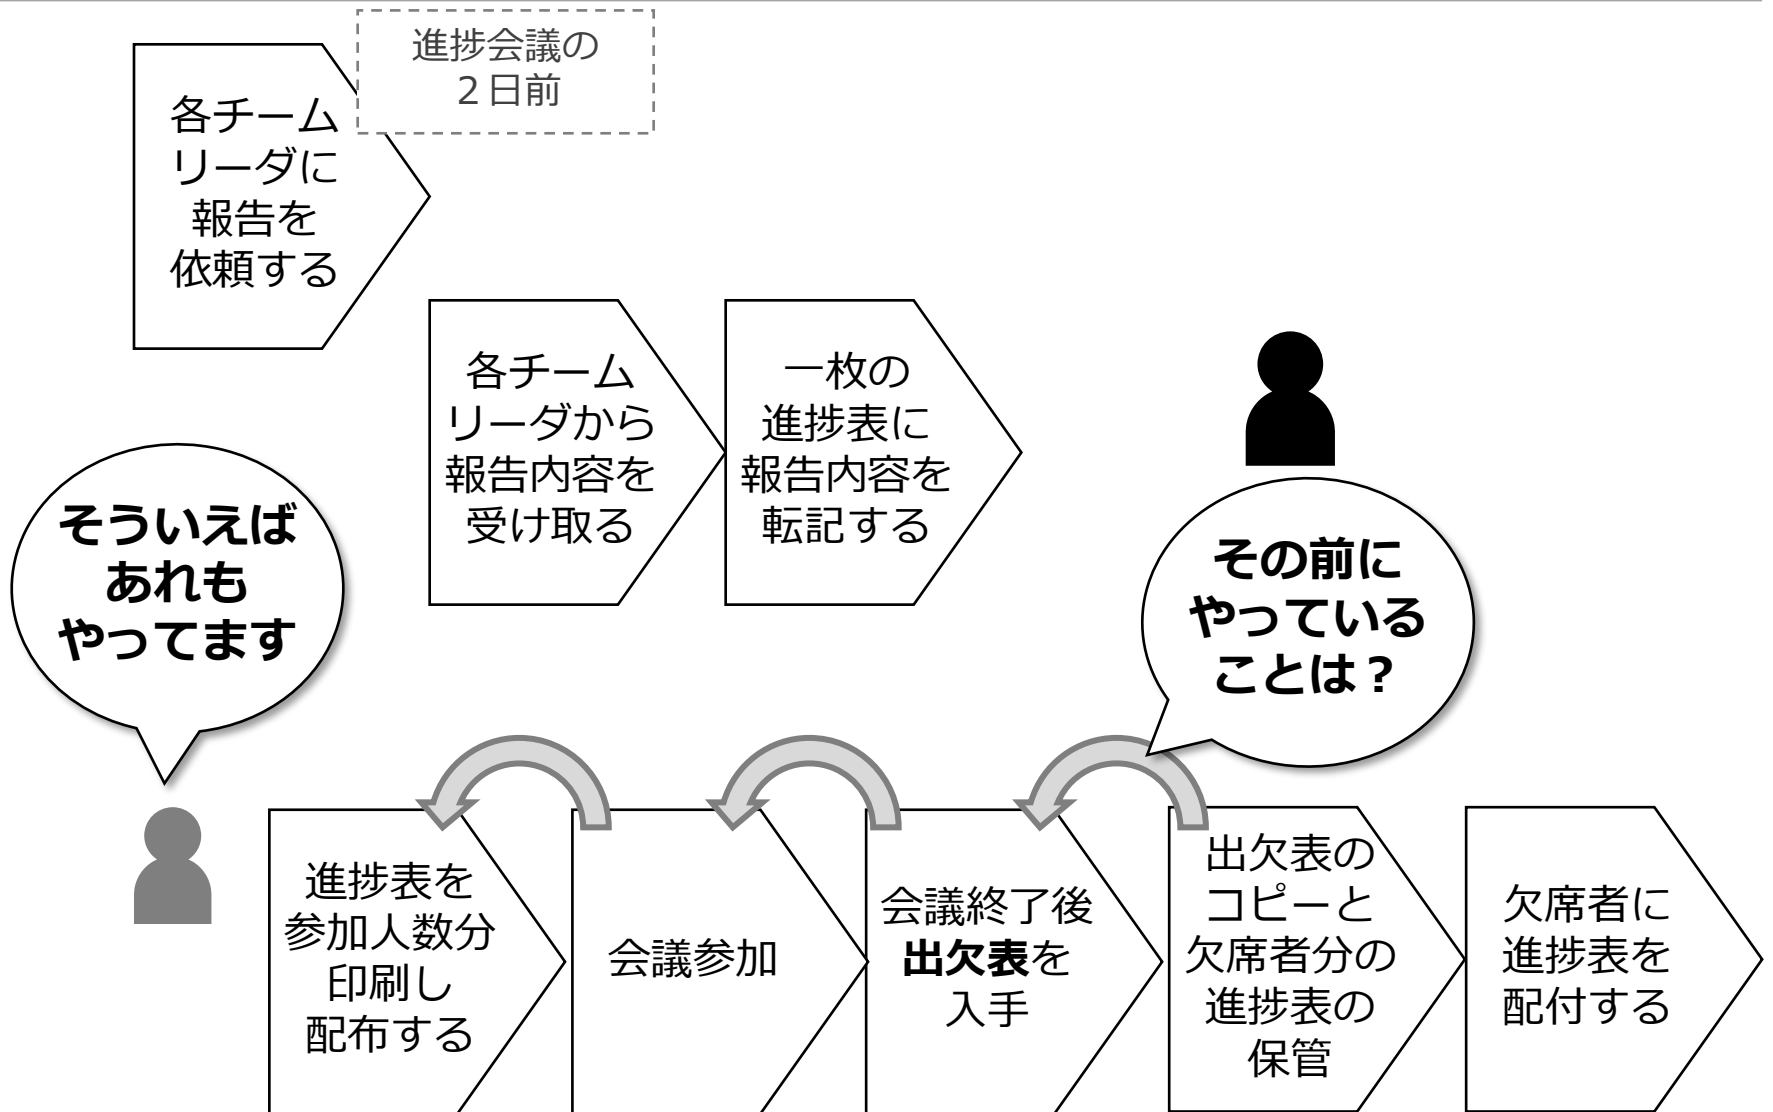 進捗会議の
２日前
各チーム
リーダに
報告を
依頼する
各チーム
リーダから
報告内容を
受け取る
一枚の
進捗表に
報告内容を
転記する
そういえば
あれも
やってます
その前に
やっている
ことは？
進捗表を
参加人数分
印刷し
配布する
会議参加
会議終了後
出欠表を
入手
出欠表の
コピーと
欠席者分の
進捗表の
保管
欠席者に
進捗表を
配付する